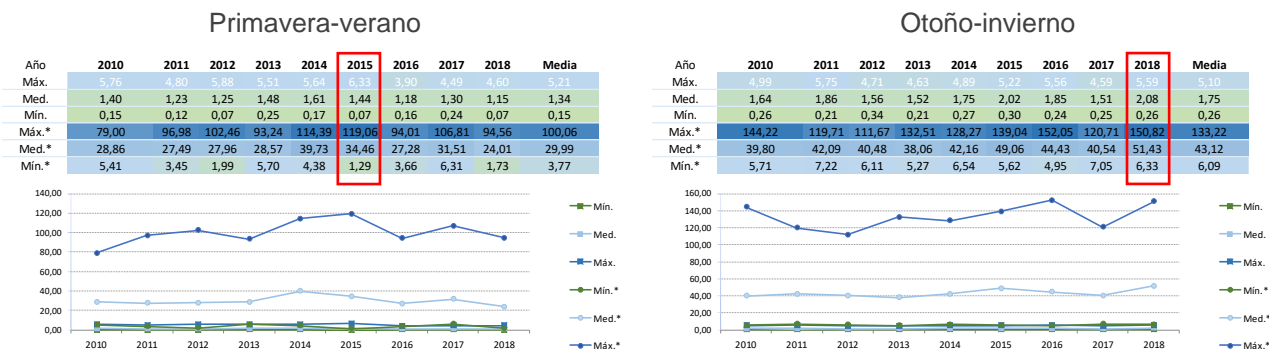 Primavera-verano
Año 2010 2011 2012 2013 2014 2015 2016 2017 2018 Media
Máx. 5,76 4,80 5,88 5,51 5,64 6,33 3,90 4,49 4,60 5,21
Med. 1,40 1,23 1,25 1,48 1,61 1,44 1,18 1,30 1,15 1,34
Mín. 0,15 0,12 0,07 0,25 0,17 0,07 0,16 0,24 0,07 0,15
Máx.* 79,00 96,98 102,46 93,24 114,39 119,06 94,01 106,81 94,56 100,06
Med.* 28,86 27,49 27,96 28,57 39,73 34,46 27,28 31,51 24,01 29,99
Mín.* 5,41 3,45 1,99 5,70 4,38 1,29 3,66 6,31 1,73 3,77
140,00
120,00
100,00
80,00
60,00
40,00
20,00
0,00
2010 2011 2012 2013 2014 2015 2016 2017 2018
Mín.
Med.
Máx.
Mín.*
Med.*
Máx.*
Otoño-invierno
Año 2010 2011 2012 2013 2014 2015 2016 2017 2018 Media
Máx. 4,99 5,75 4,71 4,63 4,89 5,22 5,56 4,59 5,59 5,10
Med. 1,64 1,86 1,56 1,52 1,75 2,02 1,85 1,51 2,08 1,75
Mín. 0,26 0,21 0,34 0,21 0,27 0,30 0,24 0,25 0,26 0,26
Máx.* 144,22 119,71 111,67 132,51 128,27 139,04 152,05 120,71 150,82 133,22
Med.* 39,80 42,09 40,48 38,06 42,16 49,06 44,43 40,54 51,43 43,12
Mín.* 5,71 7,22 6,11 5,27 6,54 5,62 4,95 7,05 6,33 6,09
160,00
140,00
120,00
100,00
80,00
60,00
40,00
20,00
0,00
2010 2011 2012 2013 2014 2015 2016 2017 2018
Mín.
Med.
Máx.
Mín.*
Med.*
Máx.*